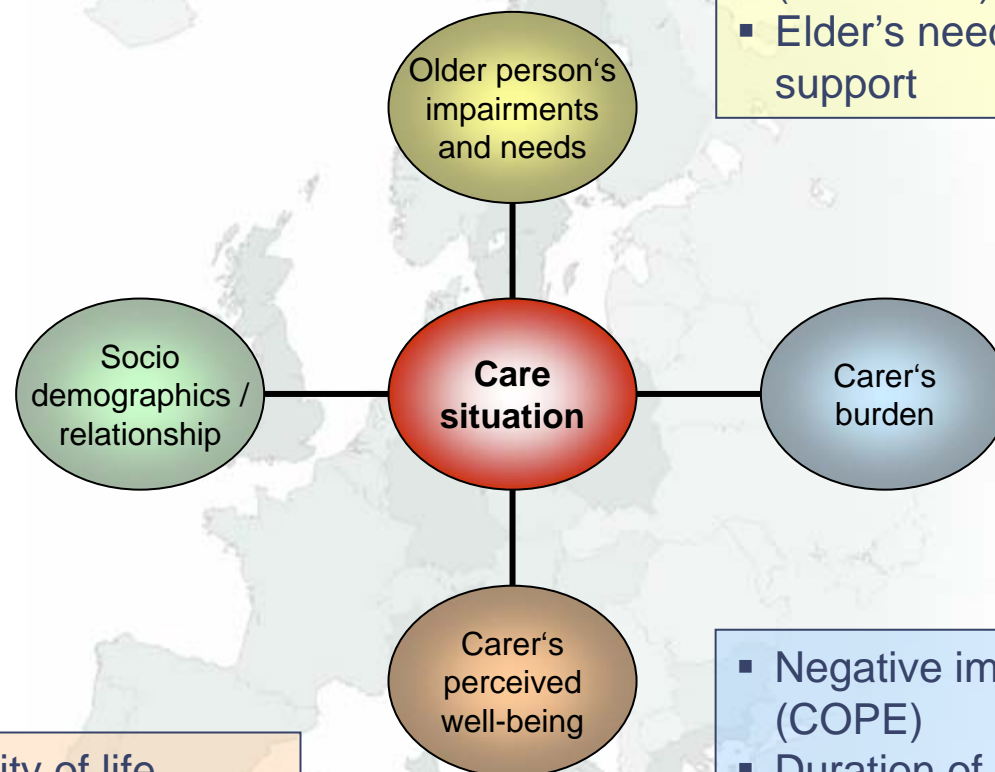 ▪ Elder's need
support
Older person‘s
impairments
and needs
Socio
demographics /
relationship
Care
situation
Carer‘s
burden
Carer‘s
perceived
well-being
▪ Negative im
(COPE)
▪ Duration of
ity of life